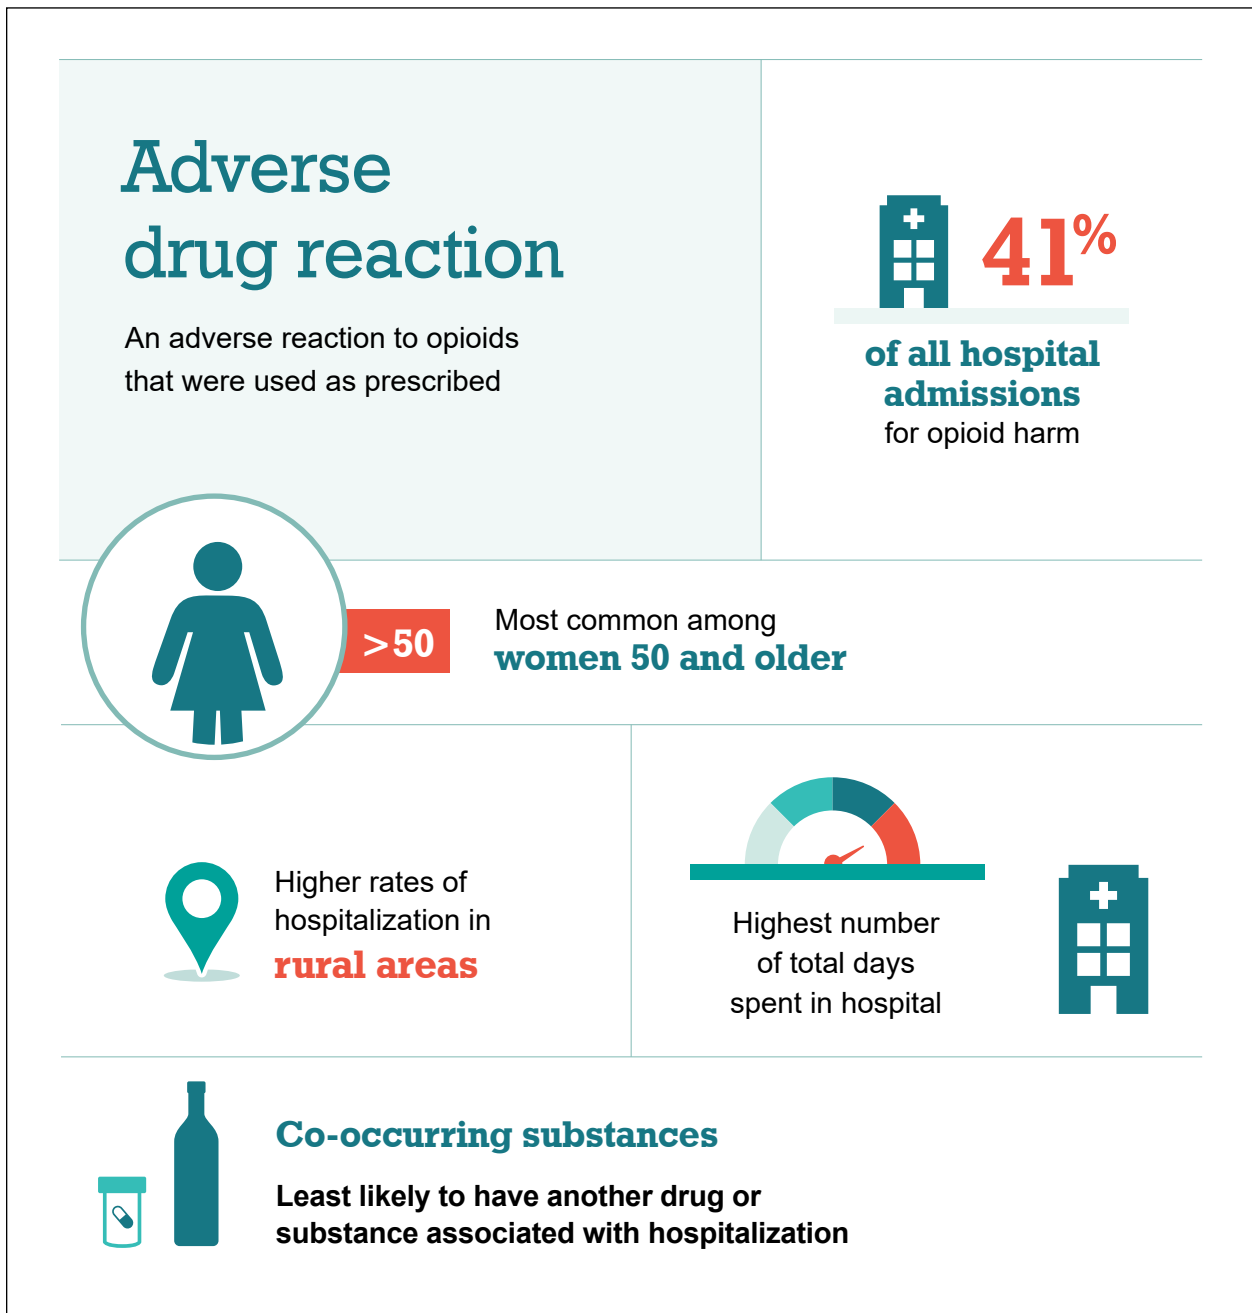 Adverse
drug reaction
An adverse reaction to opioids
that were used as prescribed
41%
of all hospital
admissions
for opioid harm
>50
Most common among
women 50 and older
Higher rates of
hospitalization in
rural areas
Highest number
of total days
spent in hospital
Co-occurring substances
Least likely to have another drug or
substance associated with hospitalization